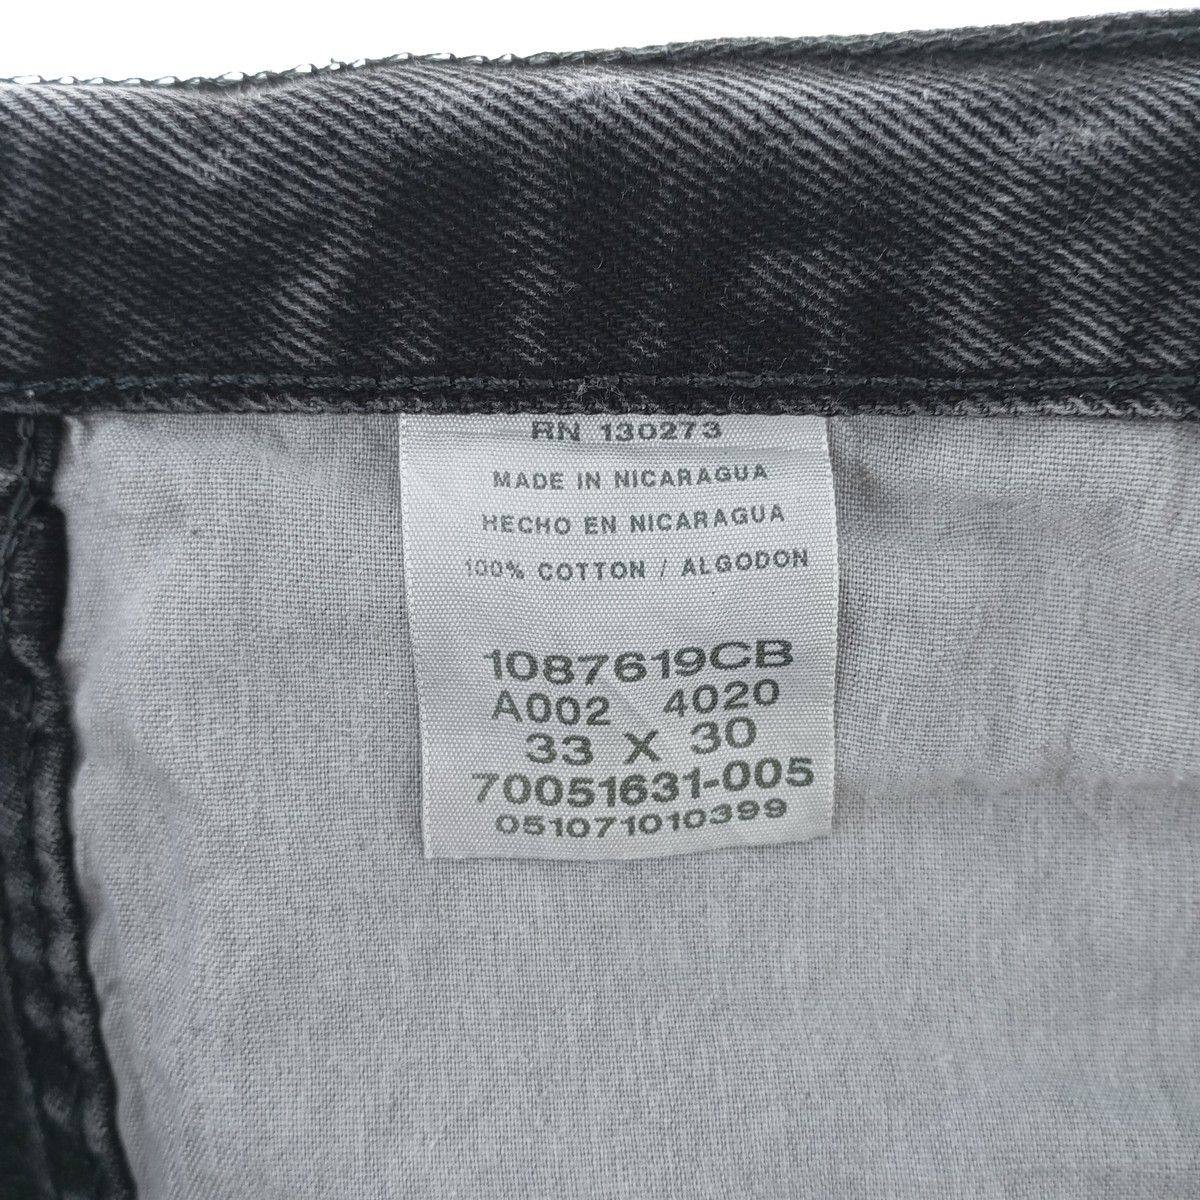 RN 130273
MADE IN NICARAGUA
HECHO EN NICARAGUA
100% COTTON / ALGODON
1087619CB
A002 4020
33 X 30
70051631-005
051071010399